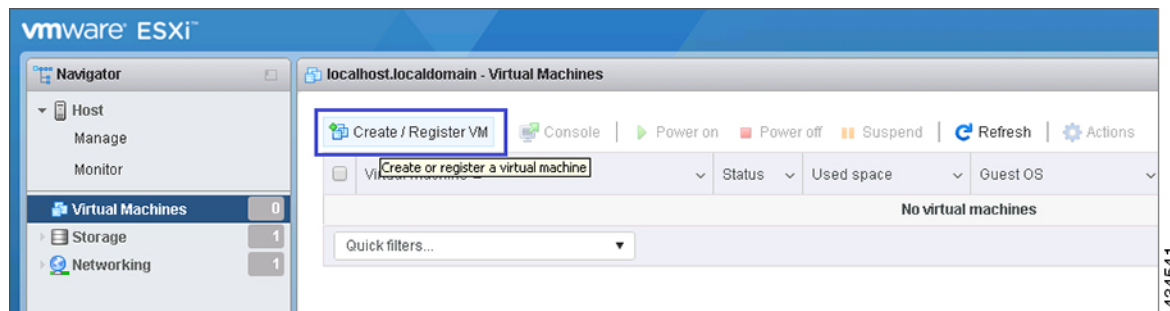 vmware ESXi™
Navigator
localhost.localdomain - Virtual Machines
Host
Manage
Monitor
Virtual Machines 0
Storage 1
Networking 1
Create / Register VM Console Power on Power off Suspend Refresh Actions
Create or register a virtual machine
Status Used space Guest OS
No virtual machines
Quick filters...